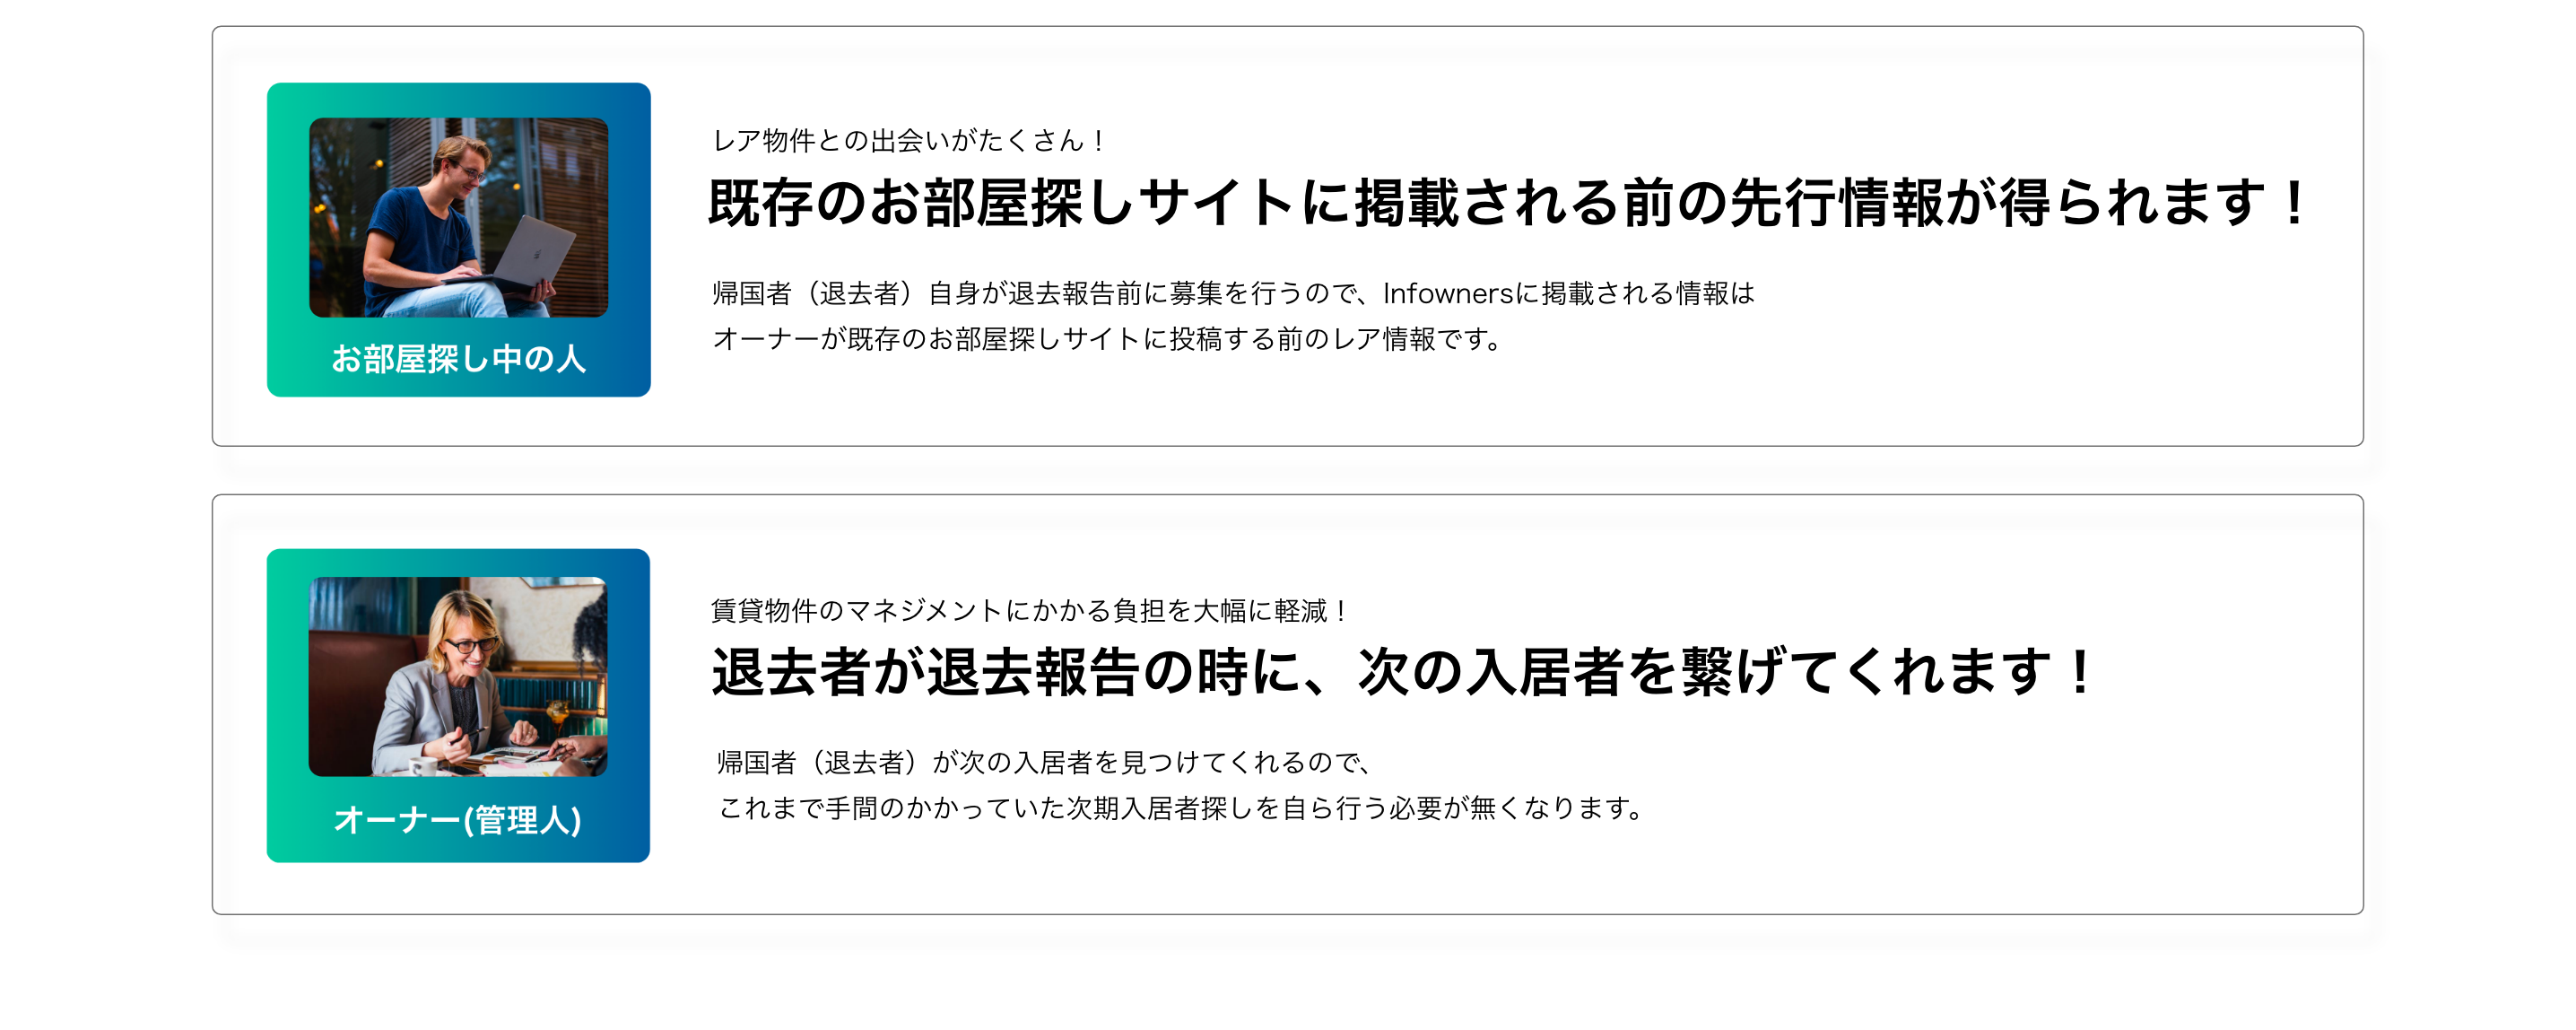 レア物件との出会いがたくさん！
既存のお部屋探しサイトに掲載される前の先行情報が得られます！
帰国者（退去者）自身が退去報告前に募集を行うので、Infownersに掲載される情報は
オーナーが既存のお部屋探しサイトに投稿する前のレア情報です。
お部屋探し中の人
賃貸物件のマネジメントにかかる負担を大幅に軽減！
退去者が退去報告の時に、次の入居者を繋げてくれます！
帰国者（退去者）が次の入居者を見つけてくれるので、
これまで手間のかかっていた次期入居者探しを自ら行う必要が無くなります。
オーナー(管理人)